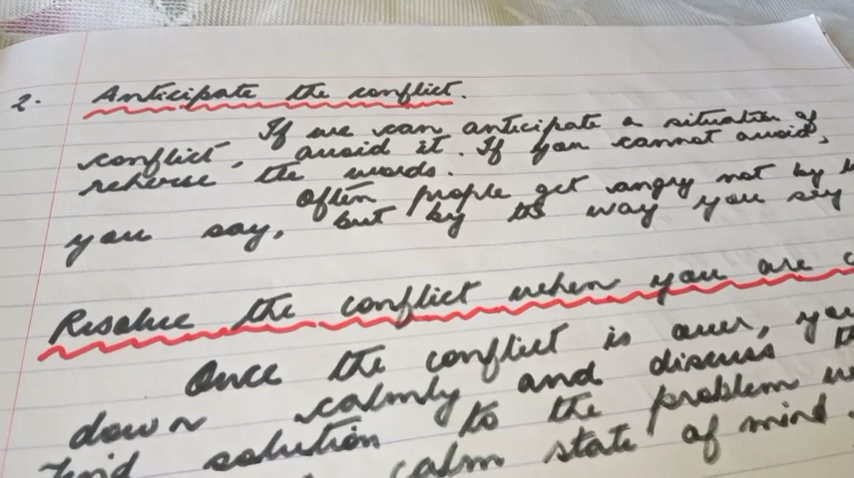 2. Anticipate the conflict.
If we can anticipate a situation of
conflict, avoid it. If you cannot avoid,
reherse the words.
Often people get angry not by
you say, but by the way you say
Resolve the conflict when you are
Once the conflict is over, you
down calmly and discuss
find solution to the problem
calm state of mind.